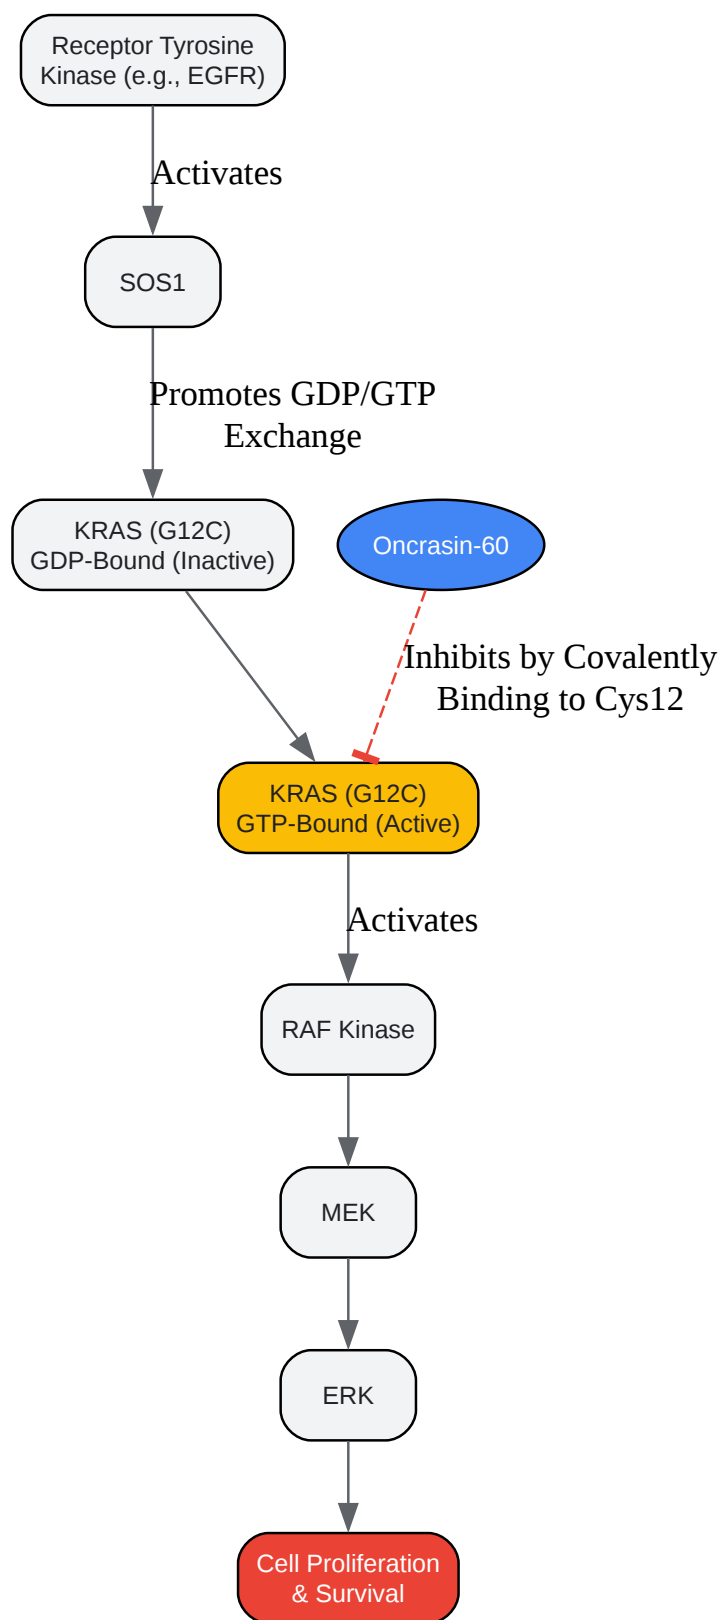 Receptor Tyrosine
Kinase (e.g., EGFR)
Activates
SOS1
Promotes GDP/GTP
Exchange
KRAS (G12C)
GDP-Bound (Inactive)
Oncrasin-60
Inhibits by Covalently
Binding to Cys12
KRAS (G12C)
GTP-Bound (Active)
Activates
RAF Kinase
MEK
ERK
Cell Proliferation
& Survival